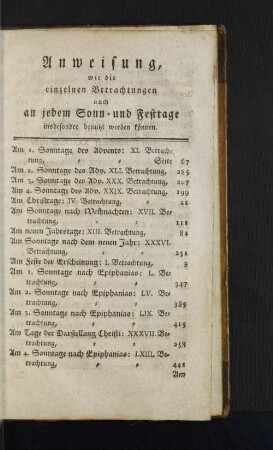 Anweisung,
wie die
einzelnen Betrachtungen
auch
an jedem Sonn- und Festtage
insbesondre benutzt werden können.
Am 1. Sonntage des Advents: XI. Betrach-
tung, Seite 67
Am 2. Sonntage des Adv. XLI. Betrachtung, 285
Am 3. Sonntage des Adv. XXX. Betrachtung, 207
Am 4. Sonntage des Adv. XXIX. Betrachtung, 199
Am Christtage: IV. Betrachtung, 21
Am Sonntage nach Weihnachten: XVII. Be-
trachtung, 111
Am neuen Jahrstage: XIII. Betrachtung, 84
Am Sonntage nach dem neuen Jahr: XXXVI.
Betrachtung, 251
Am Feste der Erscheinung: I. Betrachtung, 3
Am 1. Sonntage nach Epiphanias: L. Be-
trachtung, 347
Am 2. Sonntage nach Epiphanias: LV. Be-
trachtung, 385
Am 3. Sonntage nach Epiphanias: LIX. Be-
trachtung, 415
Am Tage der Darstellung Christi: XXXVII. Be-
trachtung, 258
Am 4. Sonntage nach Epiphanias: LXIII. Be-
trachtung, 441
Am